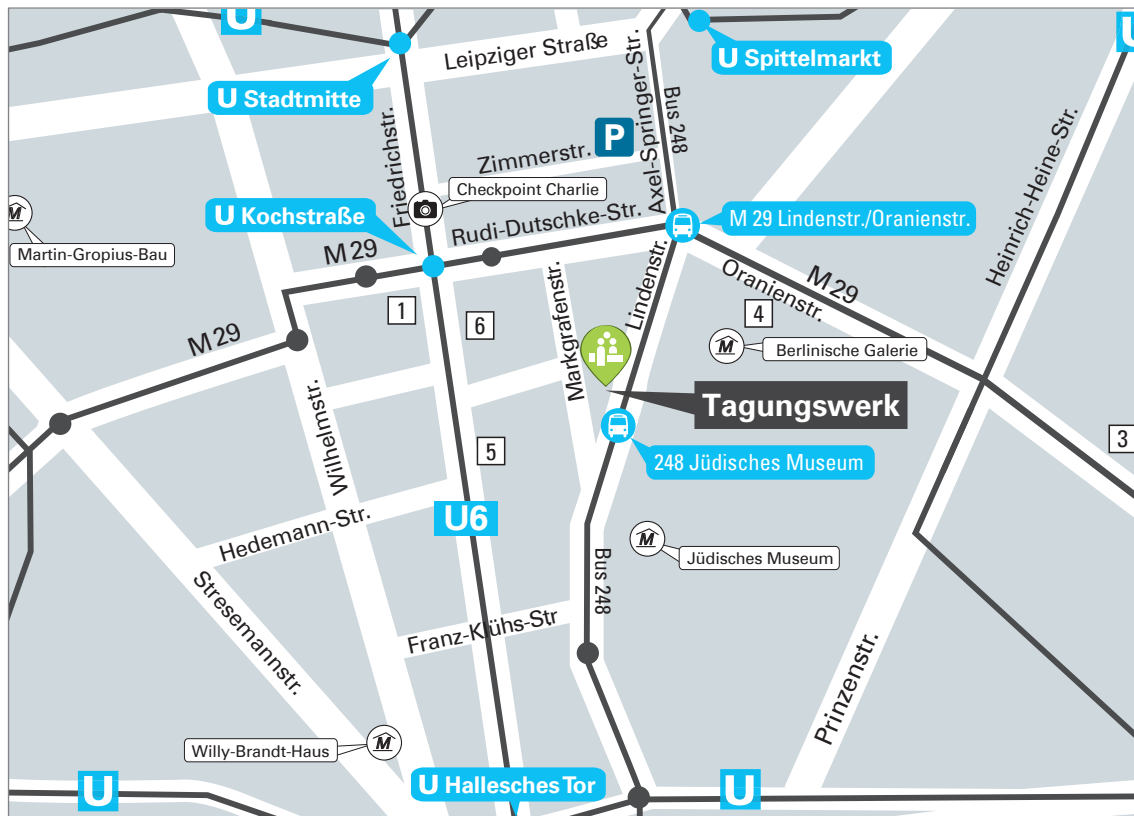 U
U
Leipziger Straße
U Spittelmarkt
U Stadtmitte
Friedrichstr.
Zimmerstr.
P
Axel-Springer-Str.
Bus 248
Heinrich-Heine-Str.
Checkpoint Charlie
U Kochstraße
Rudi-Dutschke-Str.
M 29 Lindenstr./Oranienstr.
M
Martin-Gropius-Bau
M 29
M 29
Oranienstr.
M 29
1
6
4
Markgrafenstr.
Lindenstr.
M
Berlinische Galerie
Wilhelmstr.
Tagungswerk
3
5
248 Jüdisches Museum
U6
Hedemann-Str.
M
Jüdisches Museum
Bus 248
Stresemannstr.
Franz-Klühs-Str
Prinzenstr.
M
Willy-Brandt-Haus
U Hallesches Tor
U
U